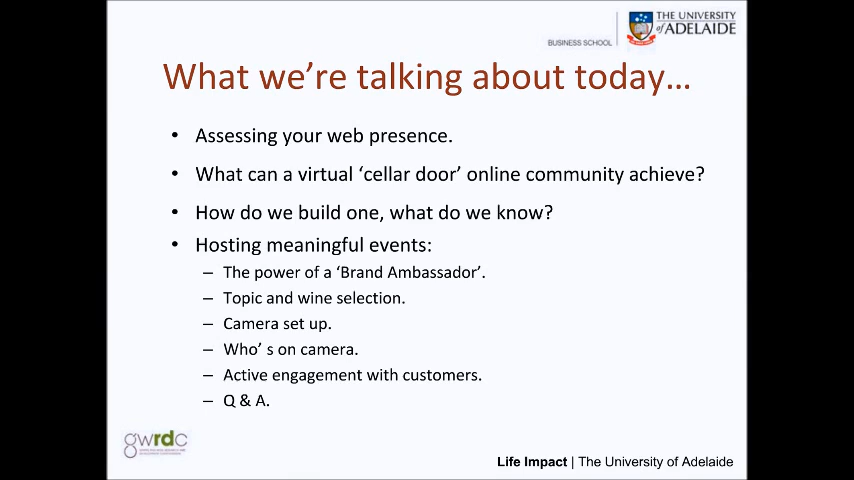 THE UNIVERSITY
of ADELAIDE
BUSINESS SCHOOL
What we’re talking about today…
• Assessing your web presence.
• What can a virtual ‘cellar door’ online community achieve?
• How do we build one, what do we know?
• Hosting meaningful events:
– The power of a ‘Brand Ambassador’.
– Topic and wine selection.
– Camera set up.
– Who’ s on camera.
– Active engagement with customers.
– Q & A.
gwrdc
Life Impact | The University of Adelaide